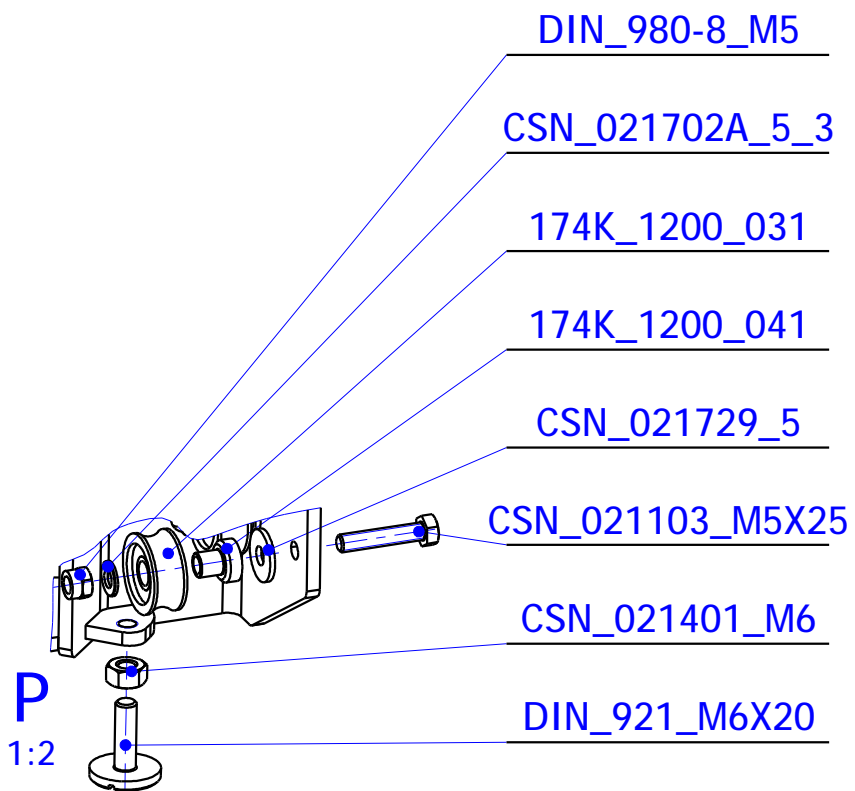 DIN_980-8_M5
CSN_021702A_5_3
174K_1200_031
174K_1200_041
CSN_021729_5
CSN_021103_M5X25
CSN_021401_M6
DIN_921_M6X20
P
1:2